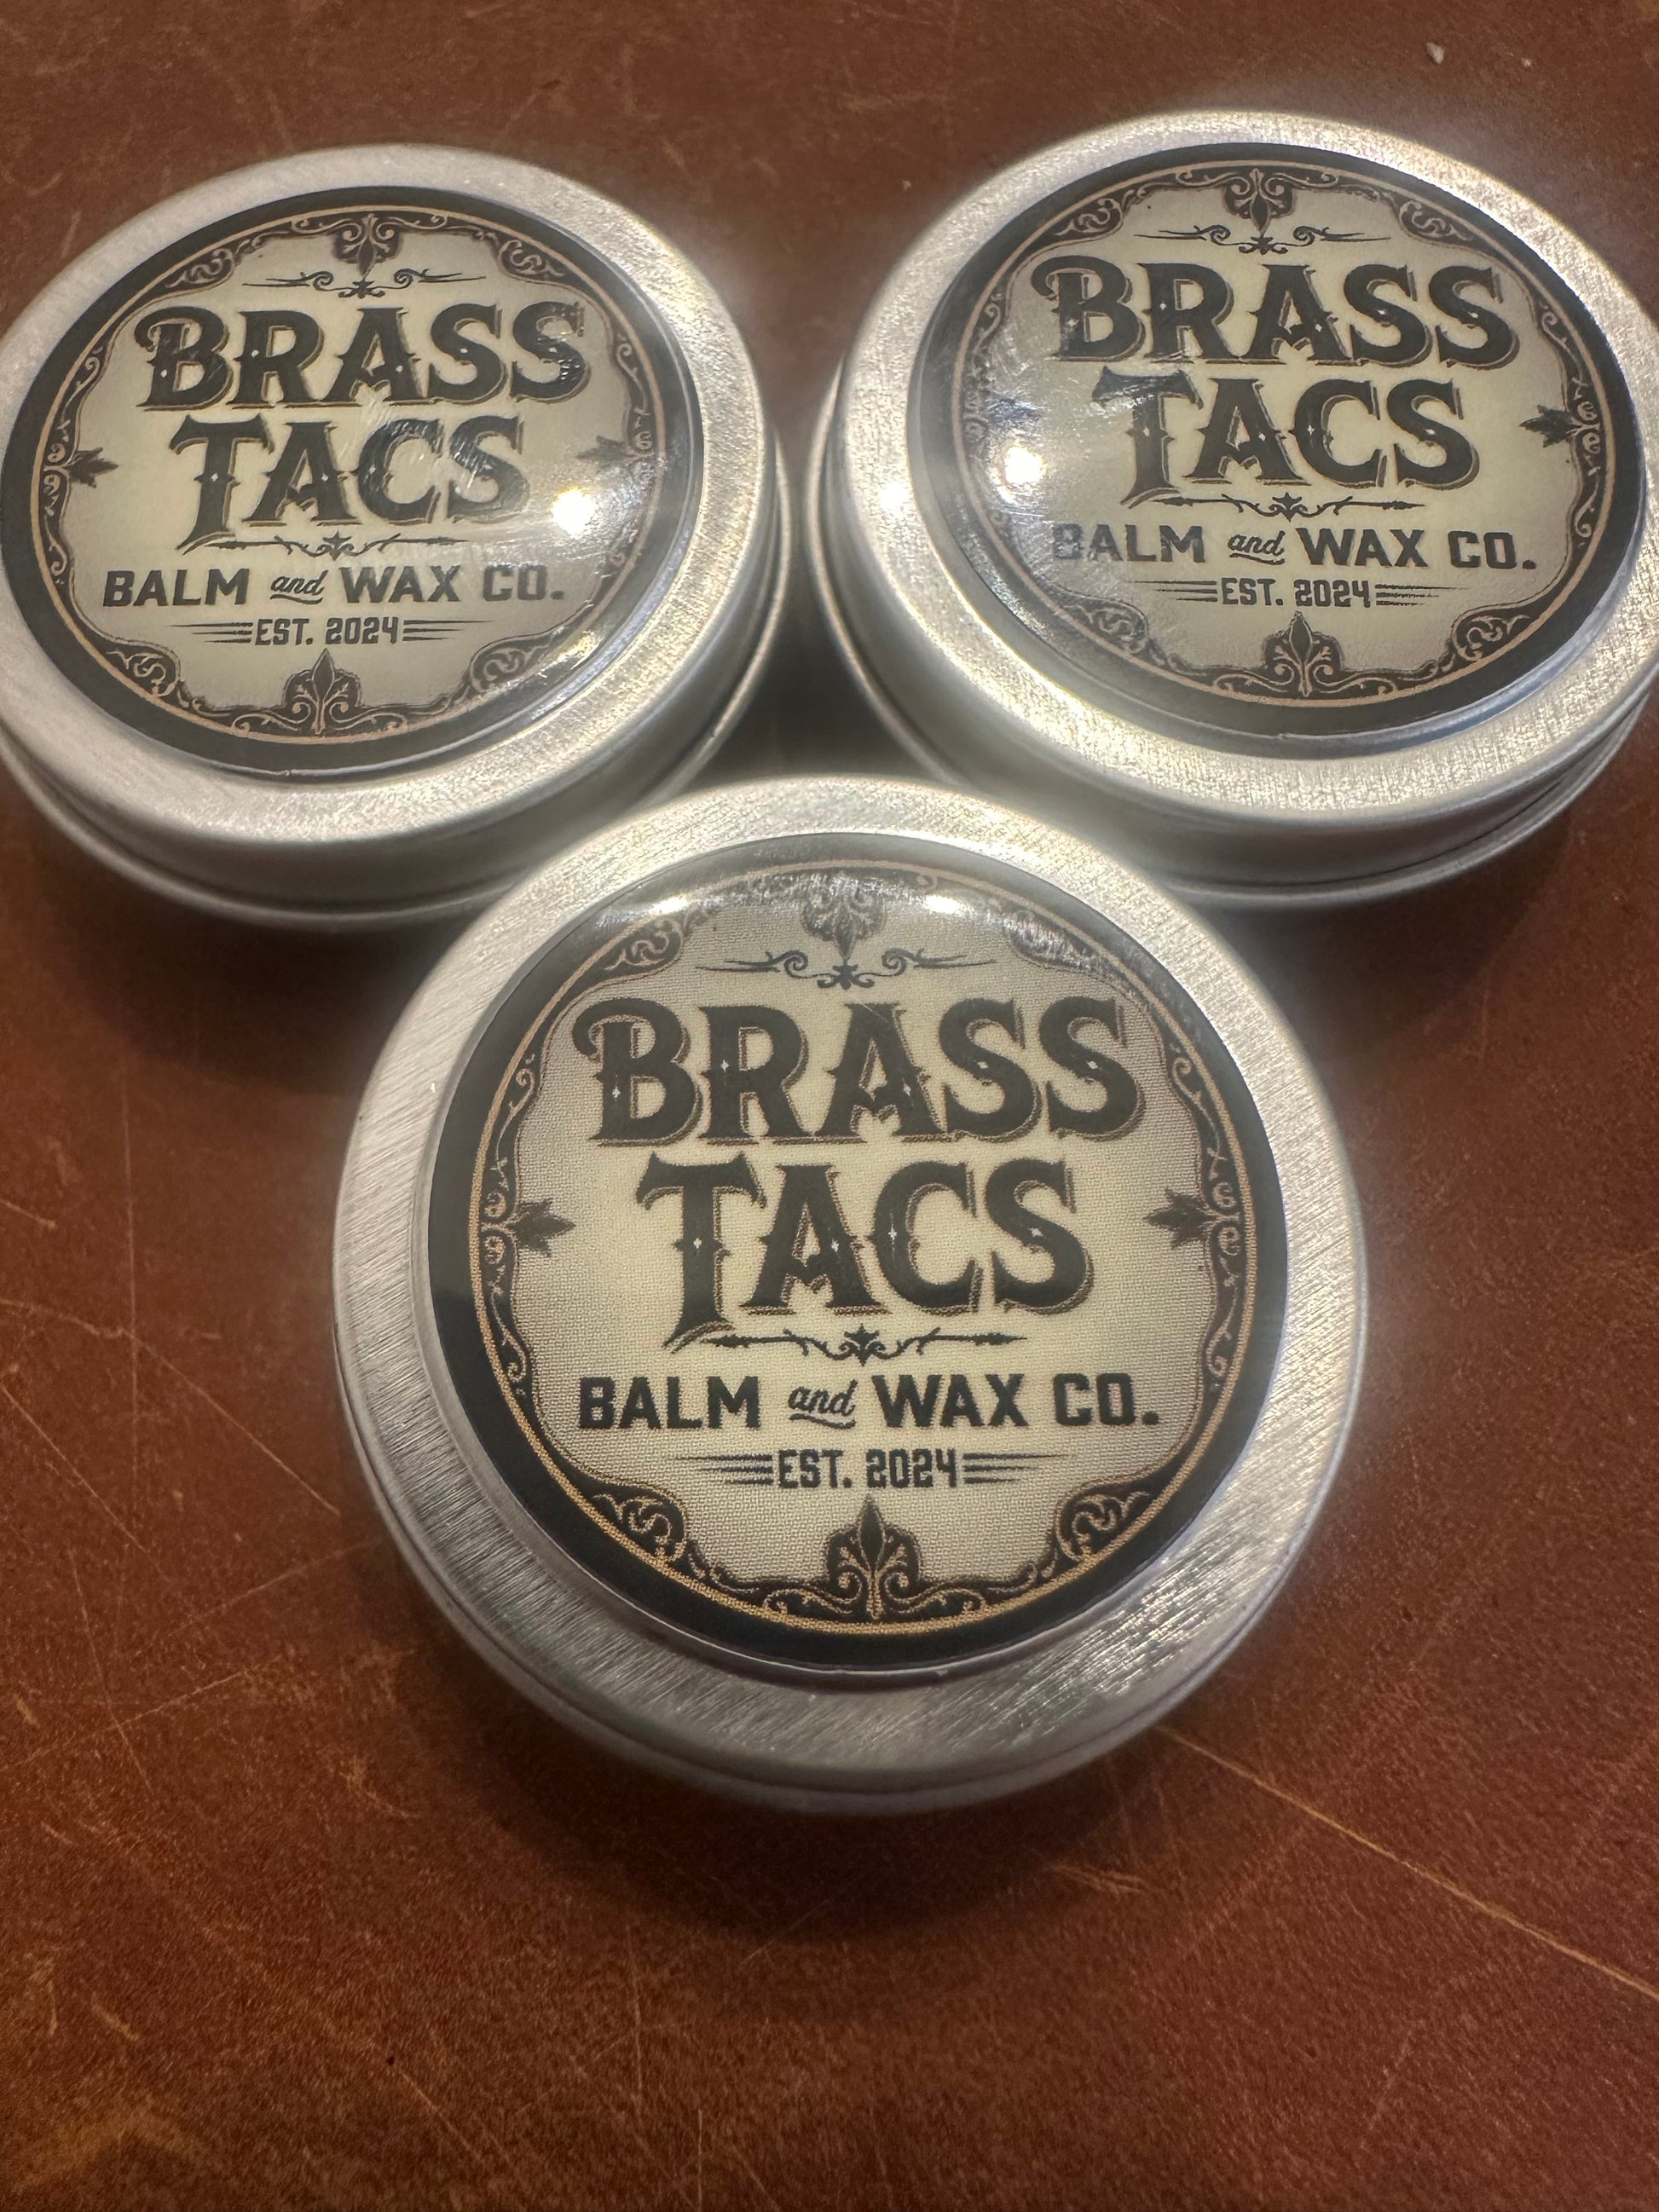 BRASS
TACS
BALM and WAX CO.
EST. 2024
BRASS
TACS
BALM and WAX CO.
EST. 2024
BRASS
TACS
BALM and WAX CO.
EST. 2024